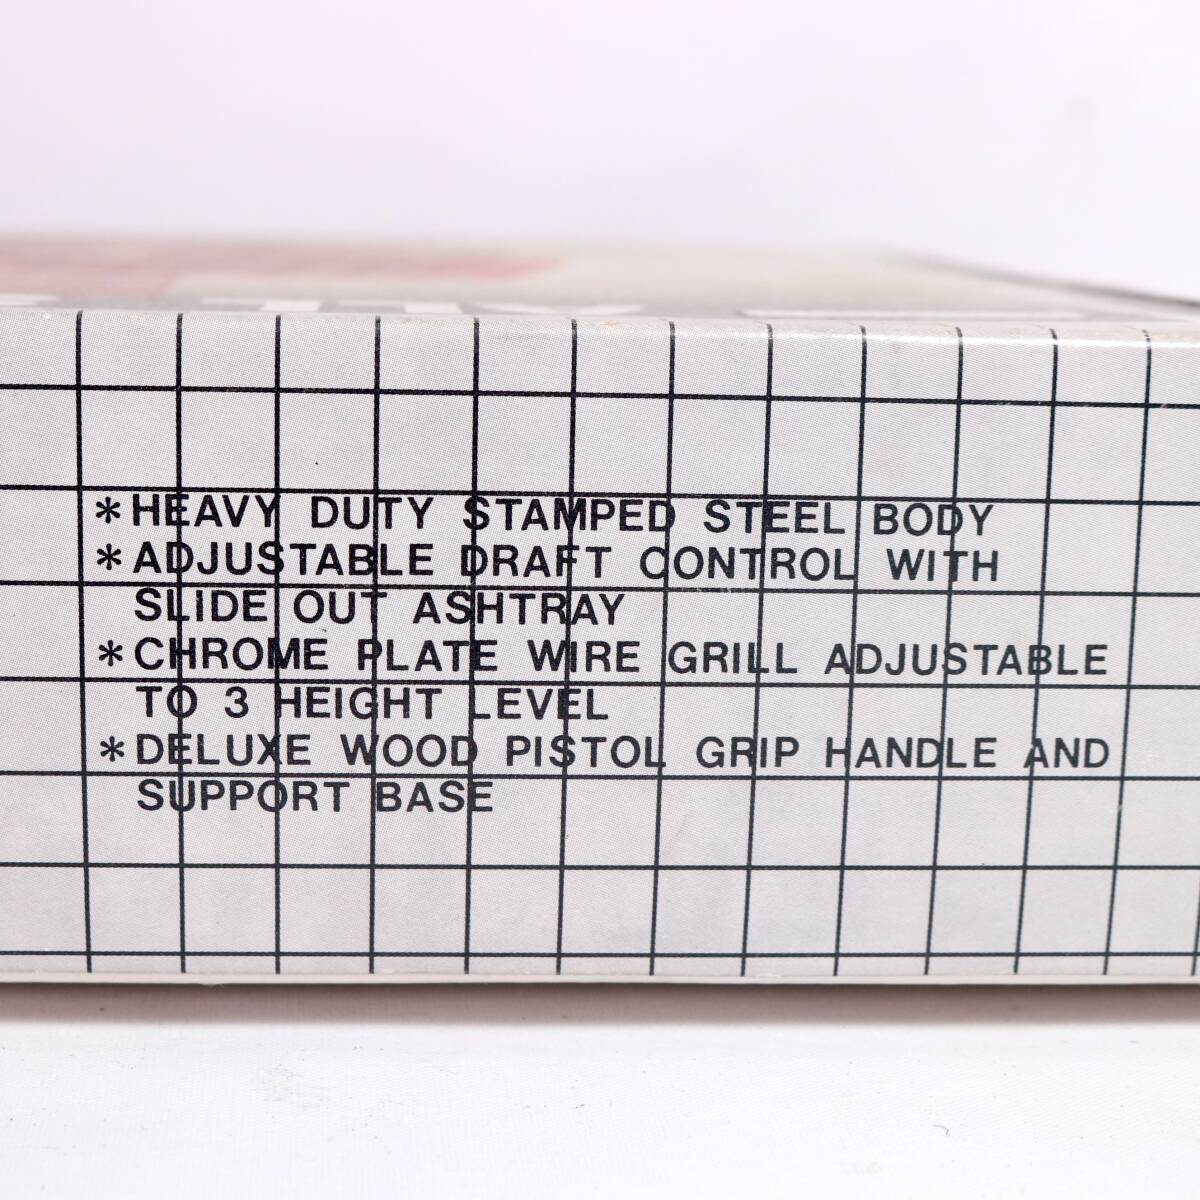 *HEAVY DUTY STAMPED STEEL BODY
*ADJUSTABLE DRAFT CONTROL WITH
SLIDE OUT ASHTRAY
*CHROME PLATE WIRE GRILL ADJUSTABLE
TO 3 HEIGHT LEVEL
*DELUXE WOOD PISTOL GRIP HANDLE AND
SUPPORT BASE